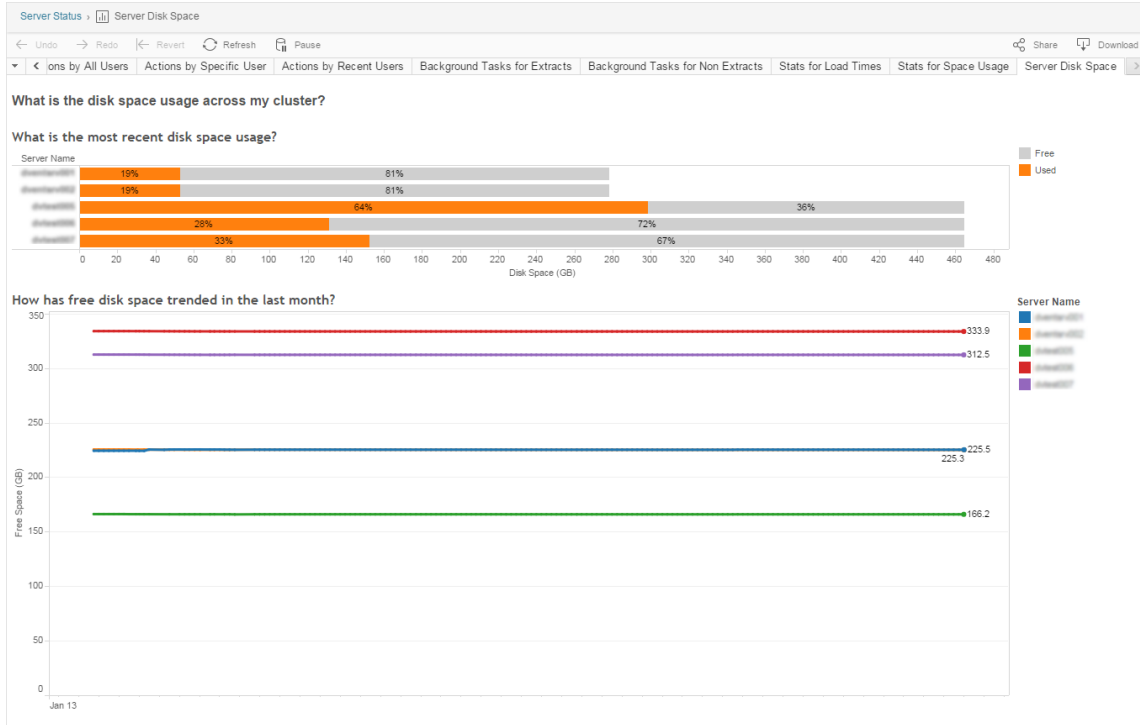 Server Status › Server Disk Space
Undo Redo Revert Refresh Pause Share Download
ons by All Users Actions by Specific User Actions by Recent Users Background Tasks for Extracts Background Tasks for Non Extracts Stats for Load Times Stats for Space Usage Server Disk Space
What is the disk space usage across my cluster?
What is the most recent disk space usage?
Server Name
Free
Used
19% 81%
19% 81%
64% 36%
28% 72%
33% 67%
0 20 40 60 80 100 120 140 160 180 200 220 240 260 280 300 320 340 360 380 400 420 440 460 480
Disk Space (GB)
How has free disk space trended in the last month?
Server Name
350
333.9
312.5
300
250
225.5
225.3
200
Free Space (GB)
166.2
150
100
50
0
Jan 13